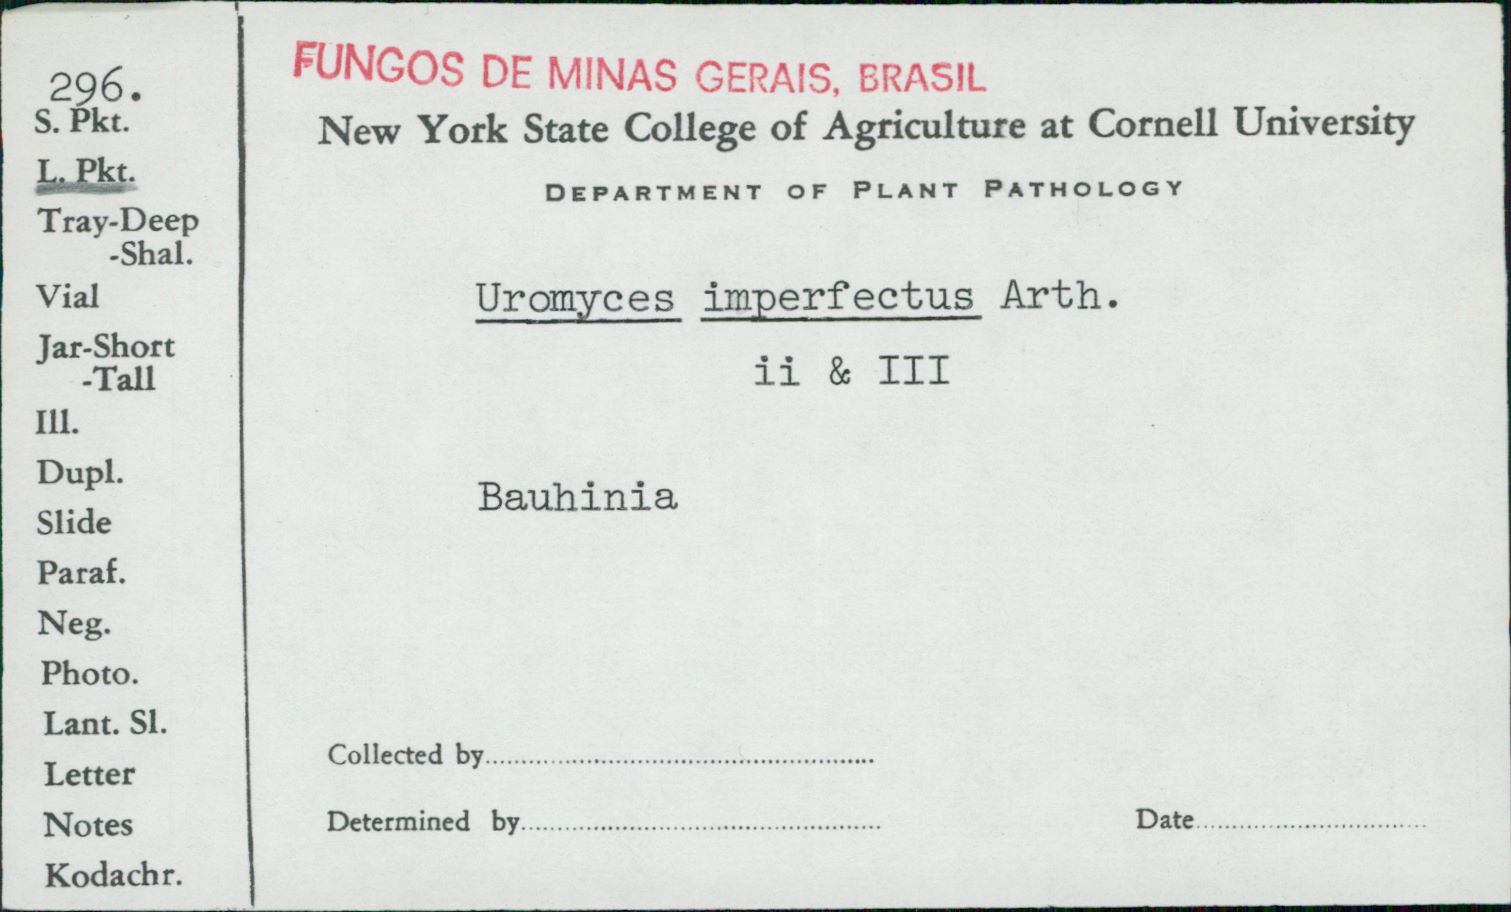 296.
S. Pkt.
L. Pkt.
Tray-Deep
-Shal.
Vial
Jar-Short
-Tall
Ill.
Dupl.
Slide
Paraf.
Neg.
Photo.
Lant. Sl.
Letter
Notes
Kodachr.
FUNGOS DE MINAS GERAIS, BRASIL
New York State College of Agriculture at Cornell University
DEPARTMENT OF PLANT PATHOLOGY
Uromyces imperfectus Arth.
ii & III
Bauhinia
Collected by
Determined by
Date